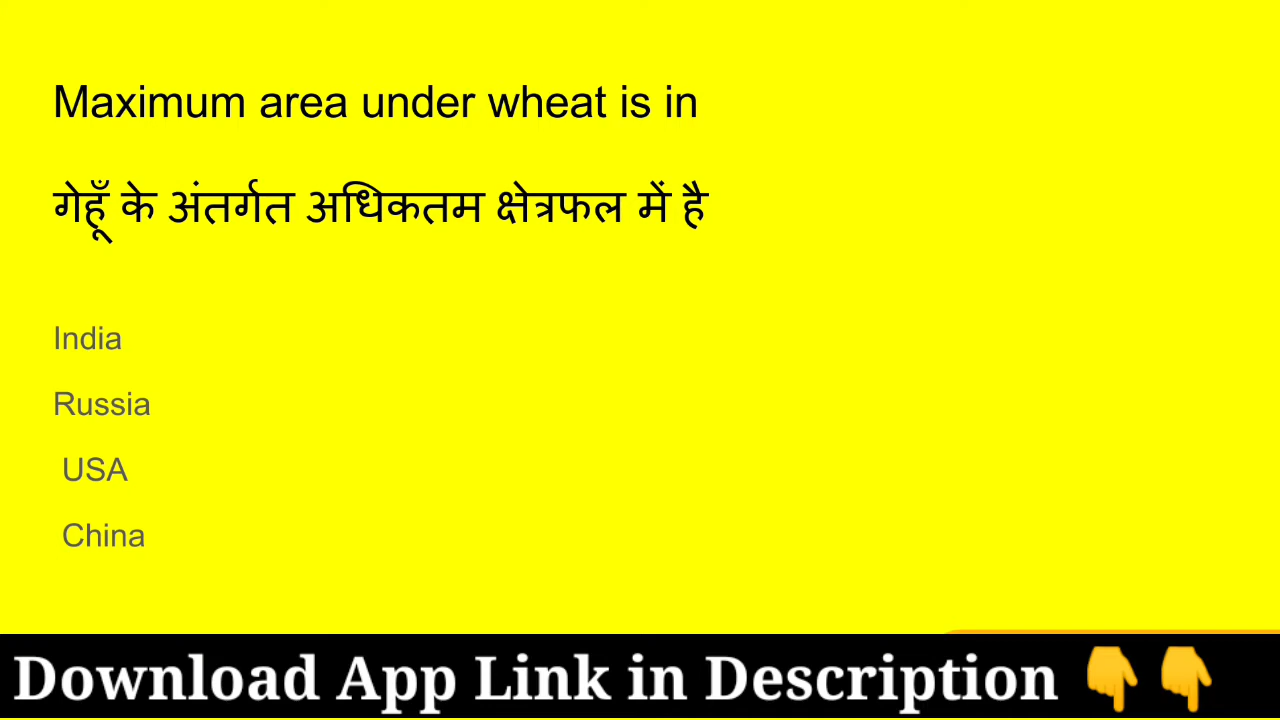 Maximum area under wheat is in
गेहूँ के अंतर्गत अधिकतम क्षेत्रफल में है
India
Russia
USA
China
Download App Link in Description 👇👇